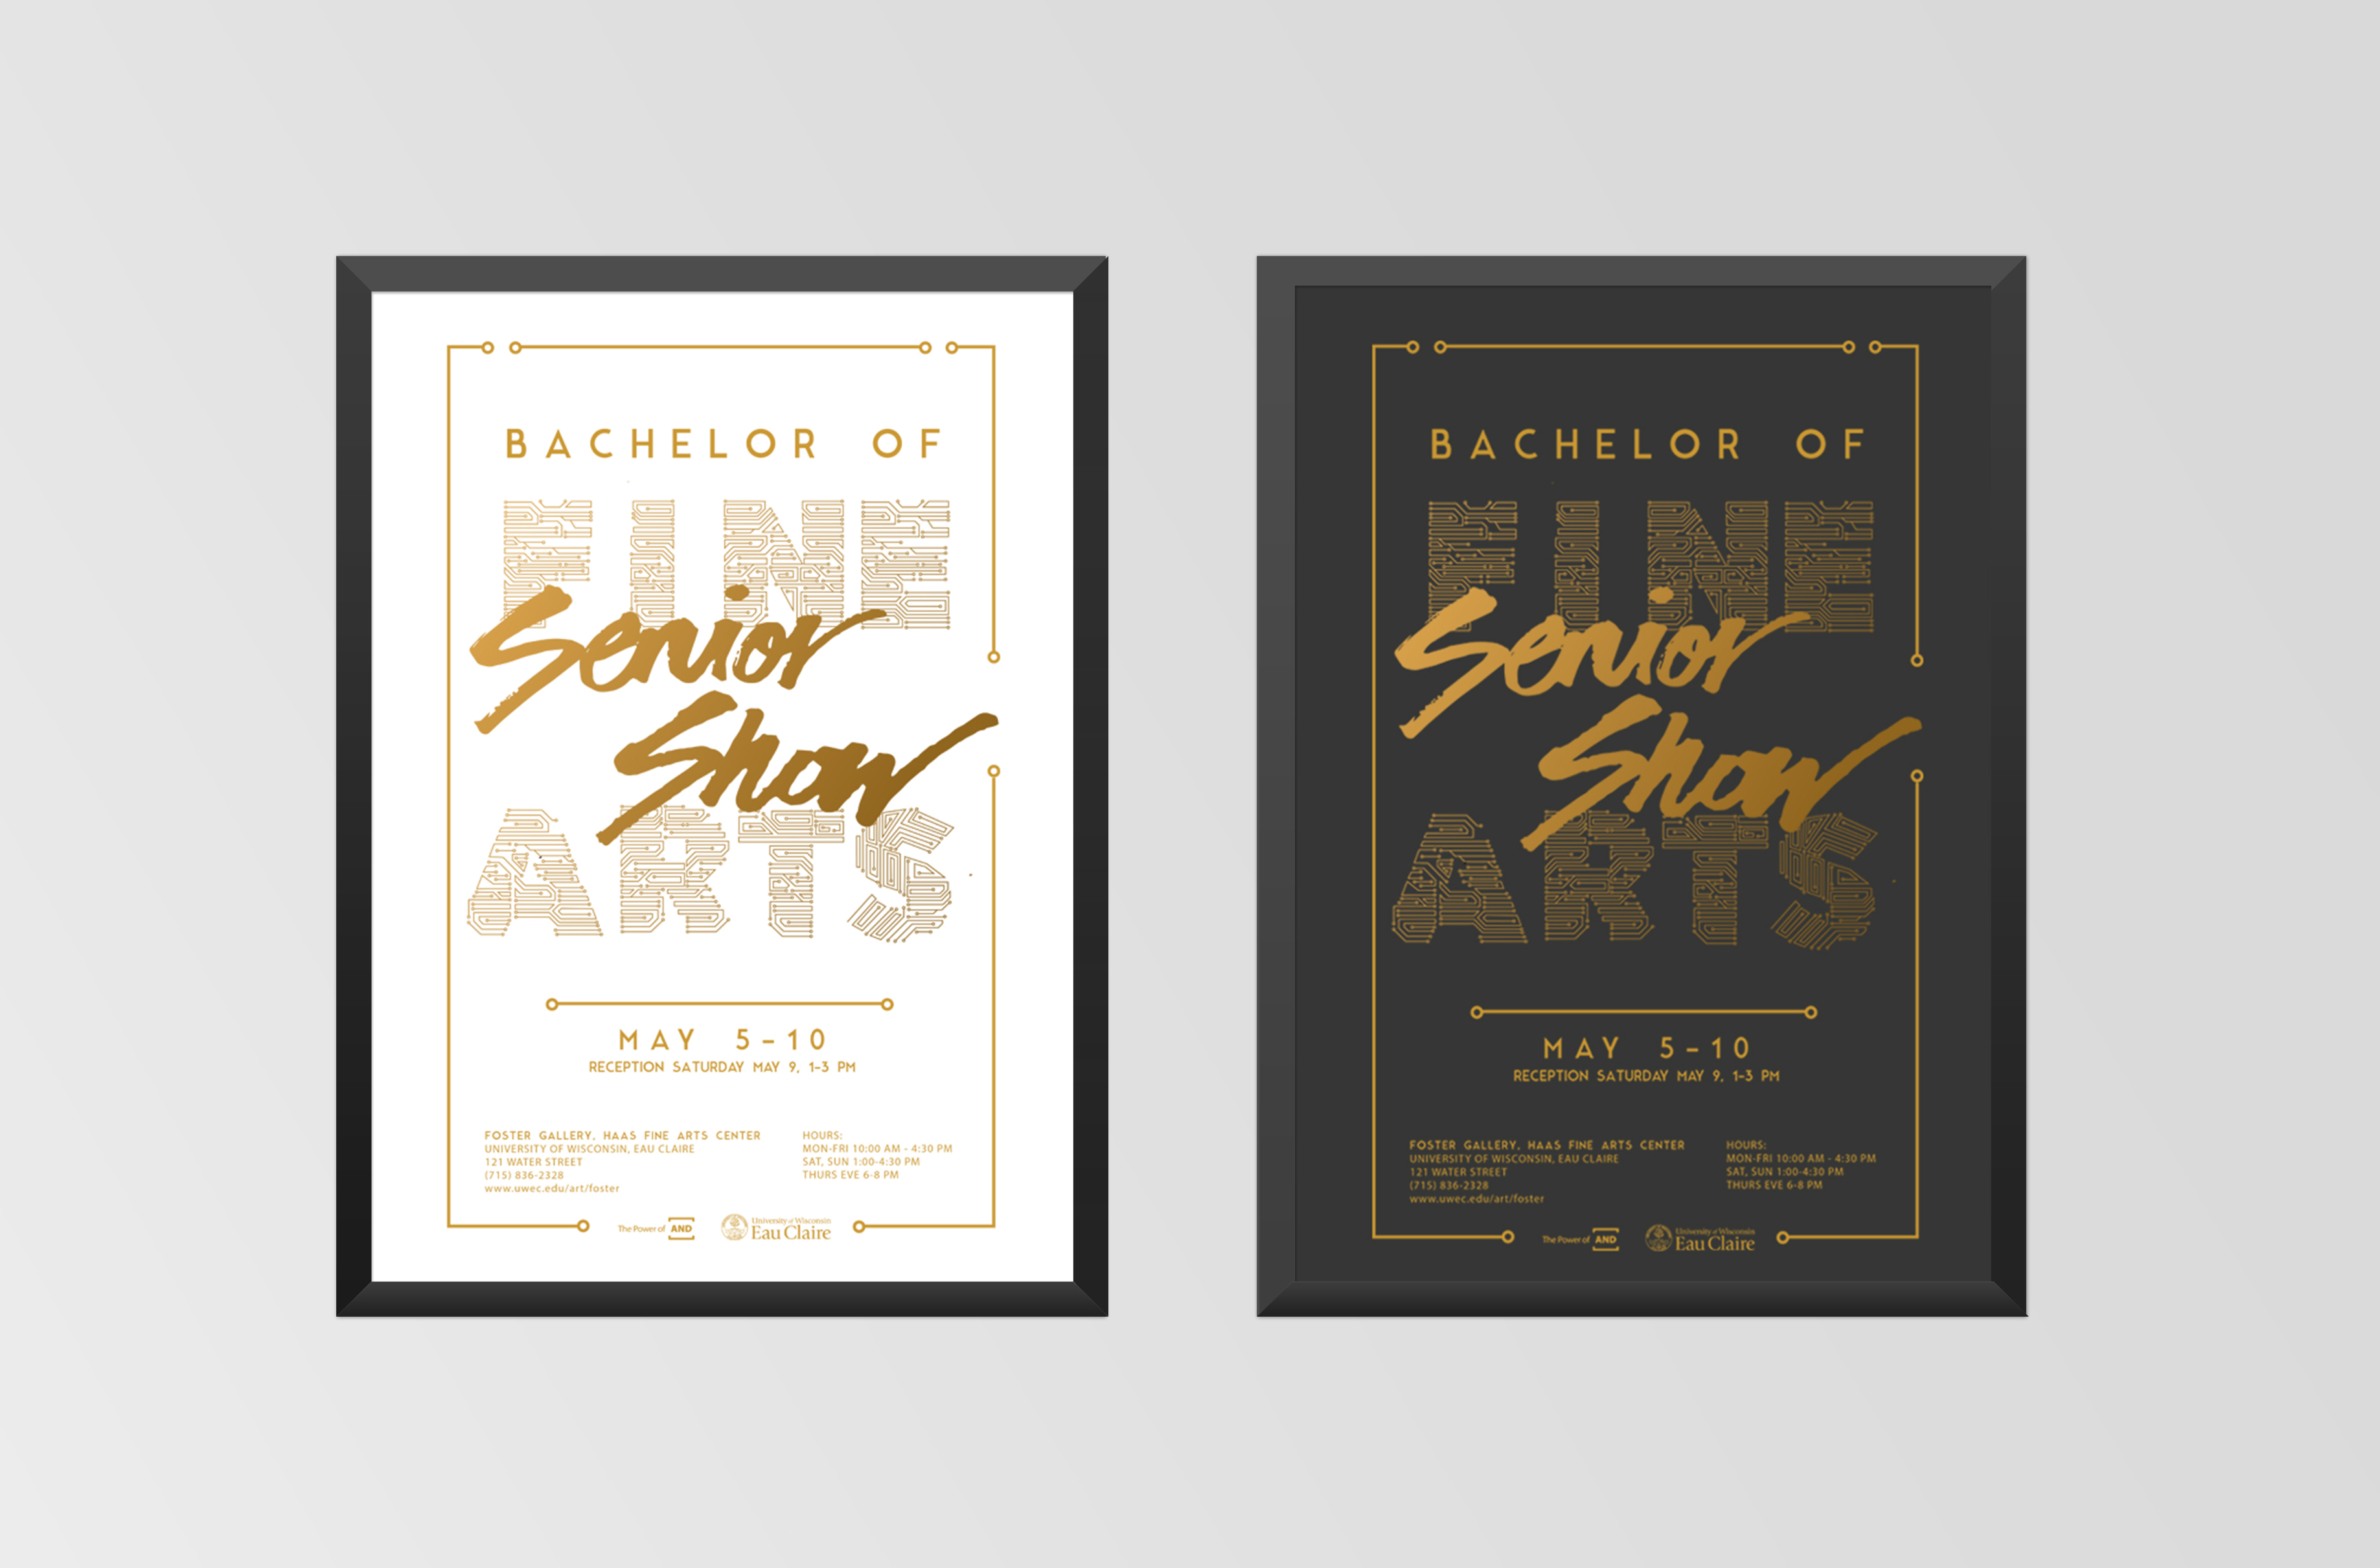 BACHELOR OF
FINE
Senior
Show
ARTS
MAY 5-10
RECEPTION SATURDAY MAY 9, 1-3 PM
FOSTER GALLERY, HAAS FINE ARTS CENTER
UNIVERSITY OF WISCONSIN, EAU CLAIRE
121 WATER STREET
(715) 836-2328
www.uwec.edu/art/foster
HOURS:
MON-FRI 10:00 AM - 4:30 PM
SAT, SUN 1:00-4:30 PM
THURS EVE 6-8 PM
The Power of AND
University of Wisconsin
Eau Claire
BACHELOR OF
FINE
Senior
Show
ARTS
MAY 5-10
RECEPTION SATURDAY MAY 9, 1-3 PM
FOSTER GALLERY, HAAS FINE ARTS CENTER
UNIVERSITY OF WISCONSIN, EAU CLAIRE
121 WATER STREET
(715) 836-2328
www.uwec.edu/art/foster
HOURS:
MON-FRI 10:00 AM - 4:30 PM
SAT, SUN 1:00-4:30 PM
THURS EVE 6-8 PM
The Power of AND
University of Wisconsin
Eau Claire